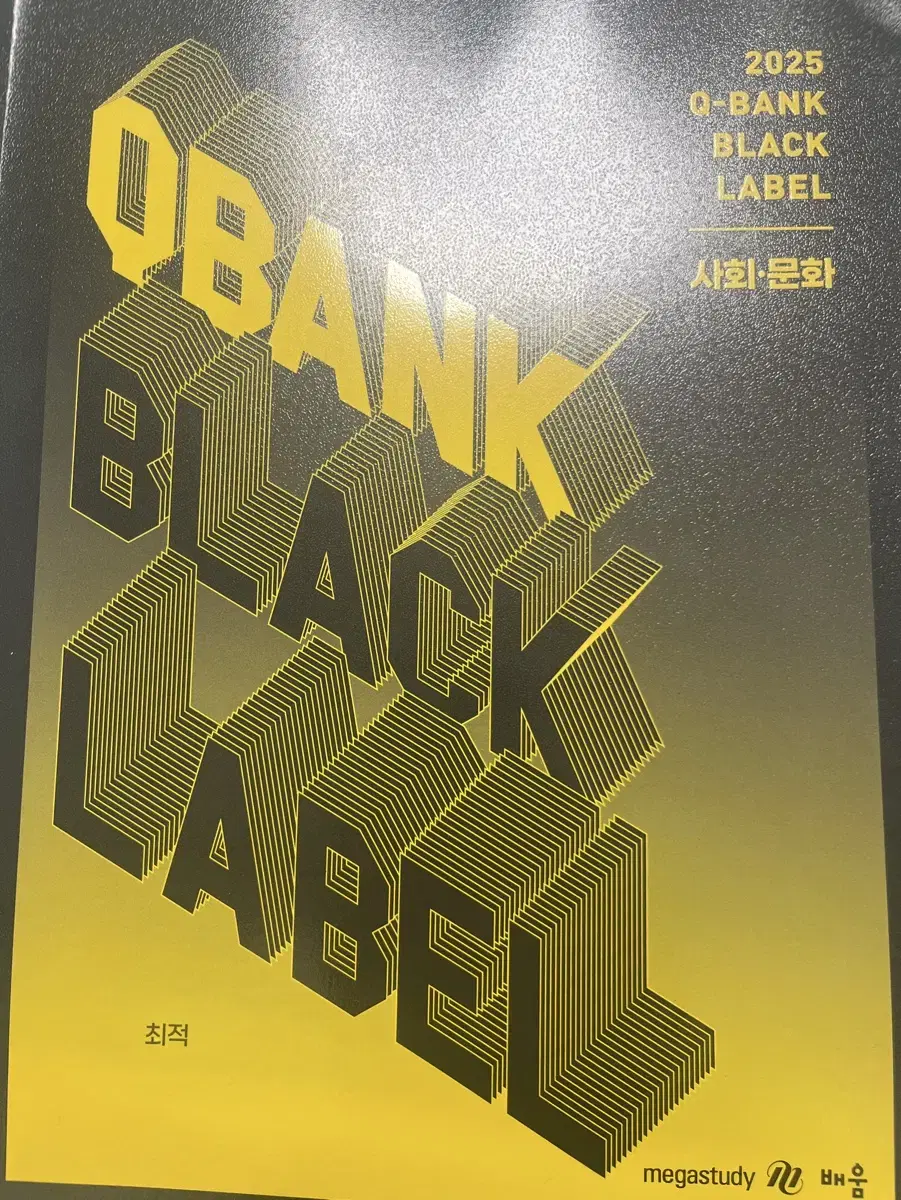 2025
Q-BANK
BLACK
LABEL
사회·문화
QBANK
BLACK
LABEL
최적
megastudy 배움